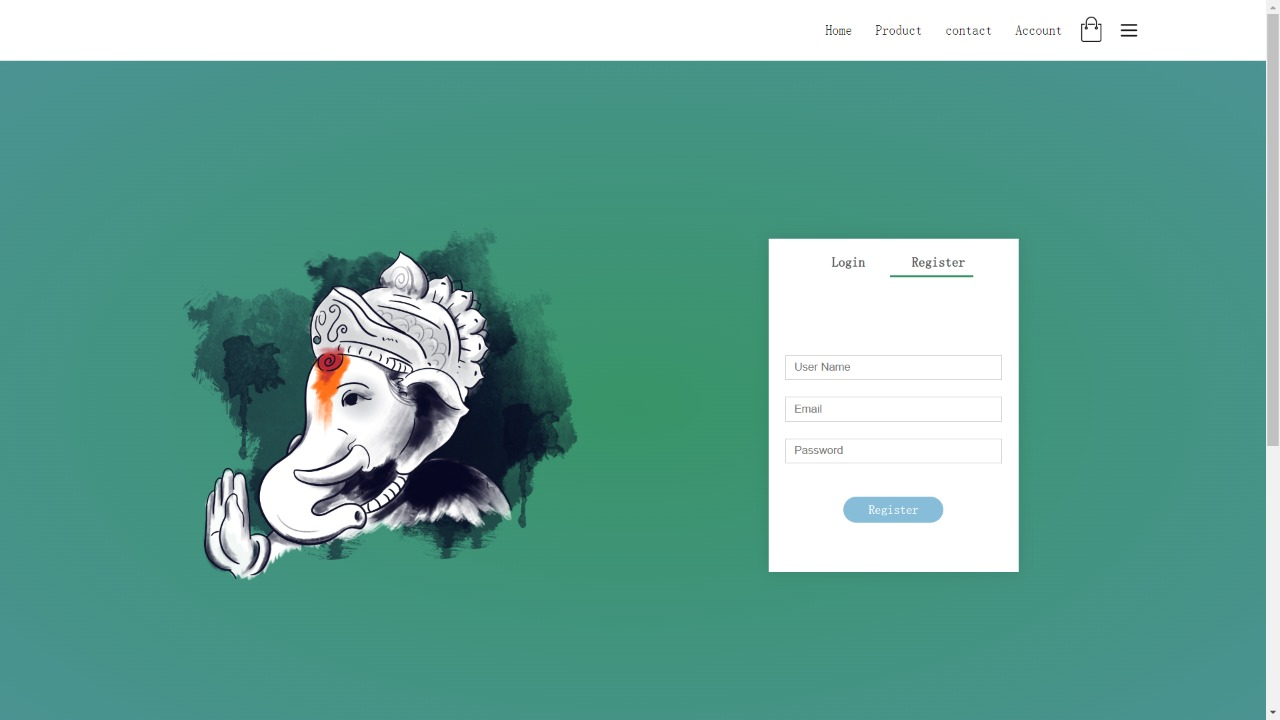 Home Product contact Account
Login Register
User Name
Email
Password
Register